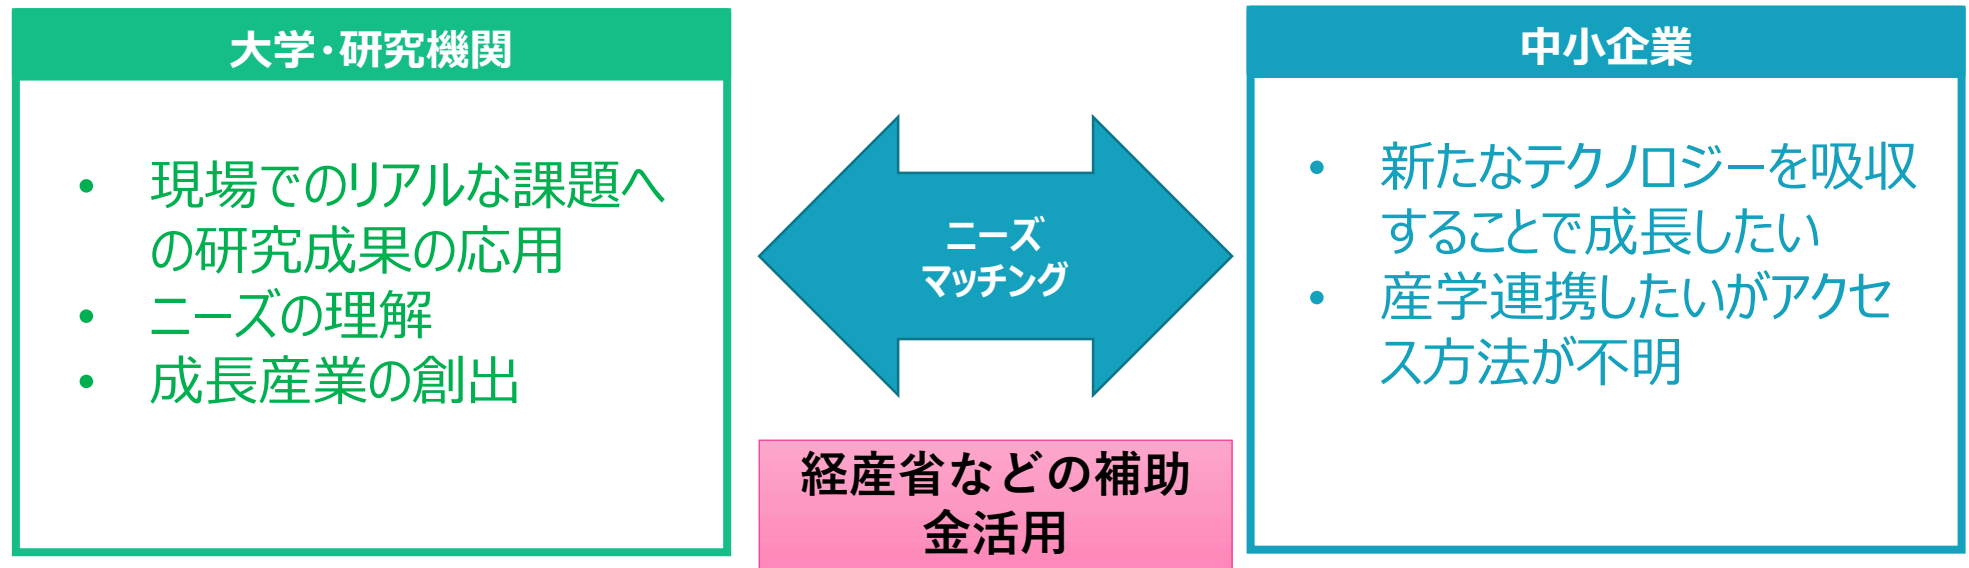 大学・研究機関
• 現場でのリアルな課題へ
の研究成果の応用
• ニーズの理解
• 成長産業の創出
ニーズ
マッチング
経産省などの補助
金活用
中小企業
• 新たなテクノロジーを吸収
することで成長したい
• 産学連携したいがアクセ
ス方法が不明